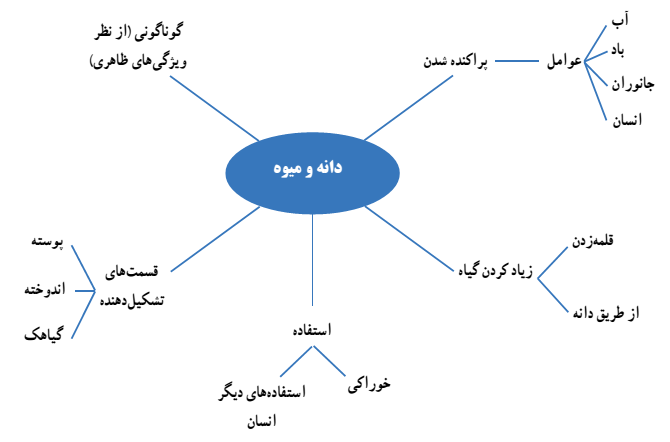 دانه و میوه
گوناگونی (از نظر
ویژگی‌های ظاهری)
پراکنده شدن
عوامل
آب
باد
جانوران
انسان
زیاد کردن گیاه
قلمه‌زدن
از طریق دانه
استفاده
خوراکی
استفاده‌های دیگر
انسان
قسمت‌های
تشکیل‌دهنده
پوسته
اندوخته
گیاهک